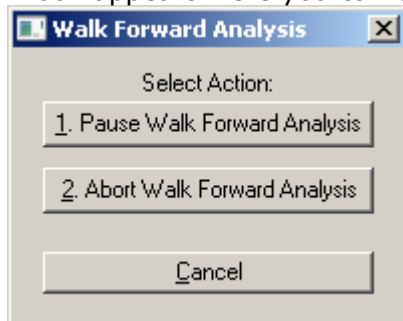 Walk Forward Analysis
Select Action:
1. Pause Walk Forward Analysis
2. Abort Walk Forward Analysis
Cancel